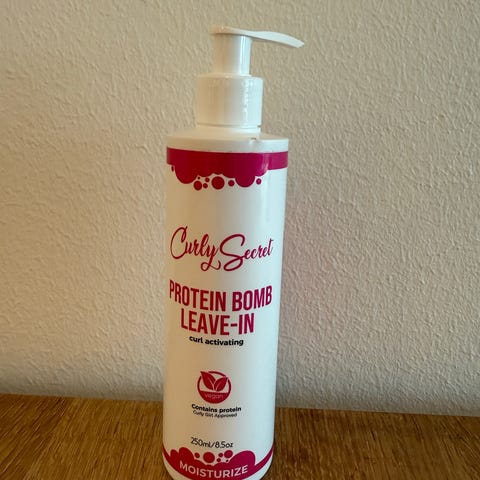 Curly Secret
PROTEIN BOMB
LEAVE-IN
curl activating
vegan
Contains protein
Curly Girl Approved
250ml/8.5oz
MOISTURIZE